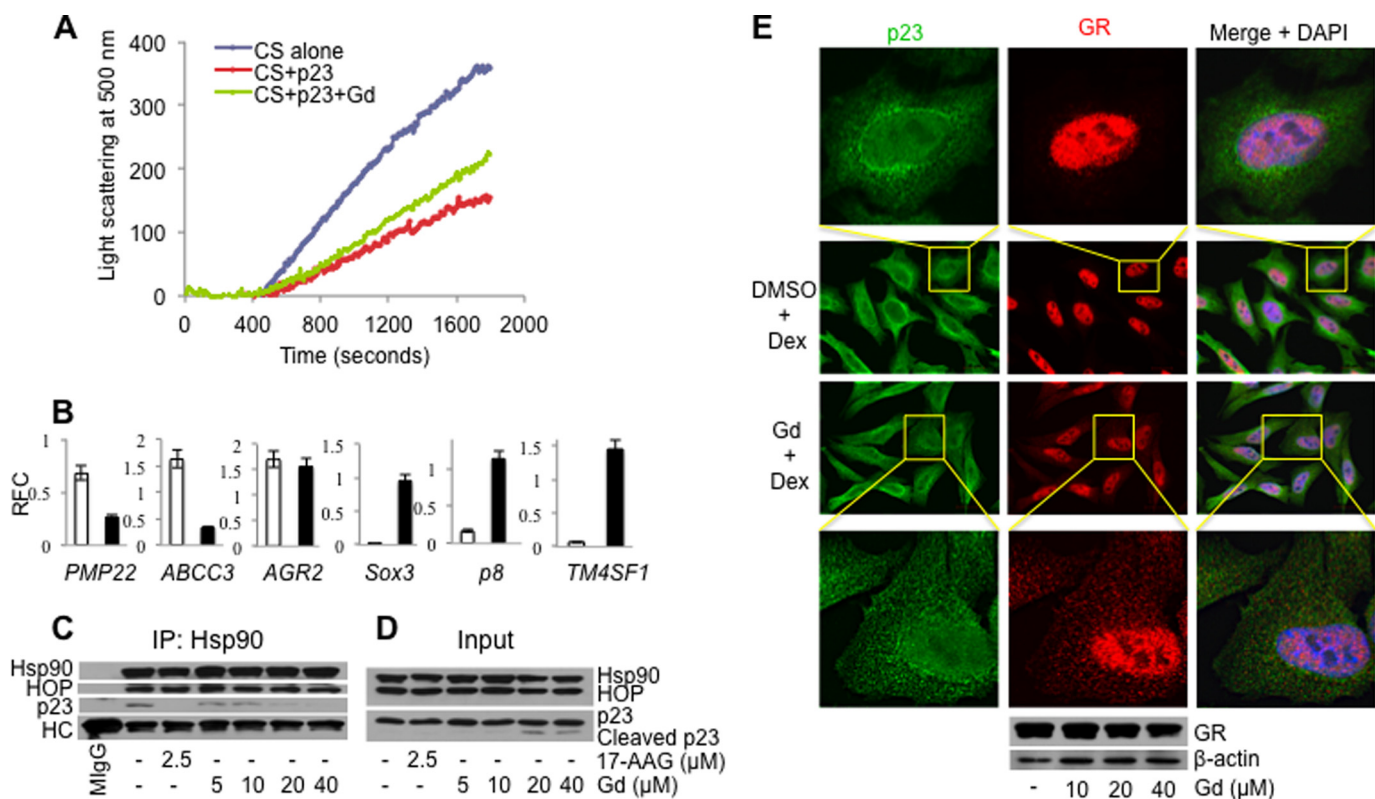 A
Light scattering at 500 nm
400
300
200
100
0
CS alone
CS+p23
CS+p23+Gd
0 400 800 1200 1600 2000
Time (seconds)
B
RFC
1
0.5
0
2
1.5
1
0.5
0
2
1.5
1
0.5
0
1.5
1
0.5
0
1
0
1.5
1
0.5
0
PMP22 ABCC3 AGR2 Sox3 p8 TM4SF1
C
IP: Hsp90
Hsp90
HOP
p23
HC
MIgG
D
Input
Hsp90
HOP
p23
Cleaved p23
- 2.5 - - - - - 2.5 - - - - 17-AAG (μM)
- - 5 10 20 40 - - 5 10 20 40 Gd (μM)
E
p23 GR Merge + DAPI
DMSO
+
Dex
Gd
+
Dex
GR
β-actin
- 10 20 40 Gd (μM)